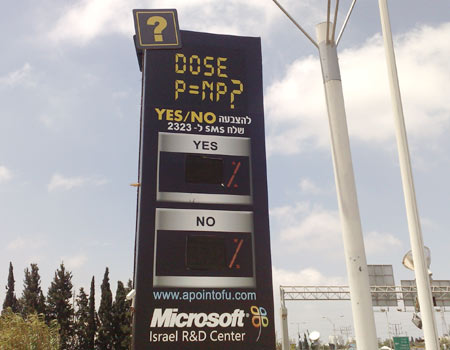 ?
DOSE
P=NP?
YES/NO להצבעה
שלח SMS ל- 2323
YES
%
NO
%
www.apointofu.com
Microsoft
Israel R&D Center